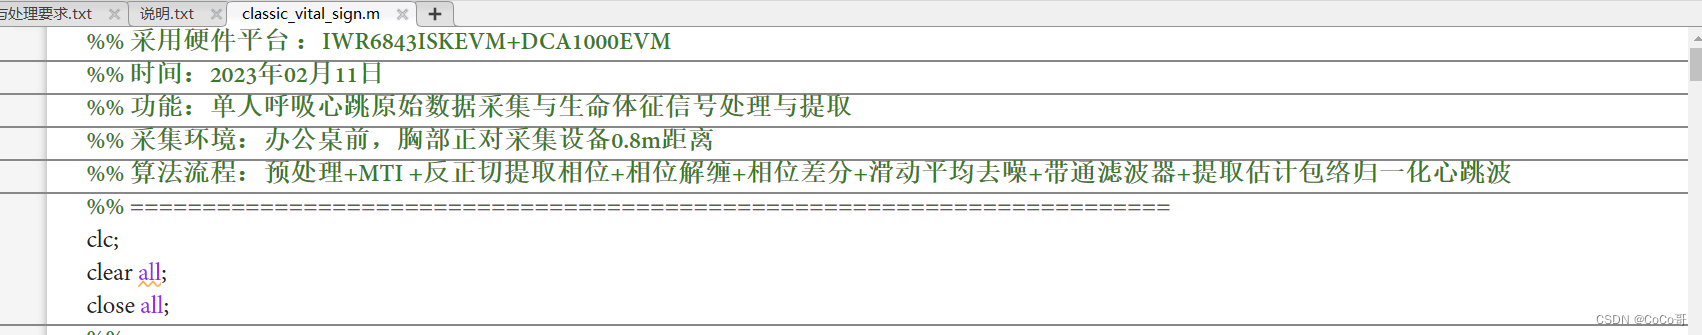 与处理要求.txt 说明.txt classic_vital_sign.m
%% 采用硬件平台 ：IWR6843ISKEVM+DCA1000EVM
%% 时间：2023年02月11日
%% 功能：单人呼吸心跳原始数据采集与生命体征信号处理与提取
%% 采集环境：办公桌前，胸部正对采集设备0.8m距离
%% 算法流程：预处理+MTI +反正切提取相位+相位解缠+相位差分+滑动平均去噪+带通滤波器+提取估计包络归一化心跳波
%% ========================================================================
clc;
clear all;
close all;
%%
CSDN @CoCo哥